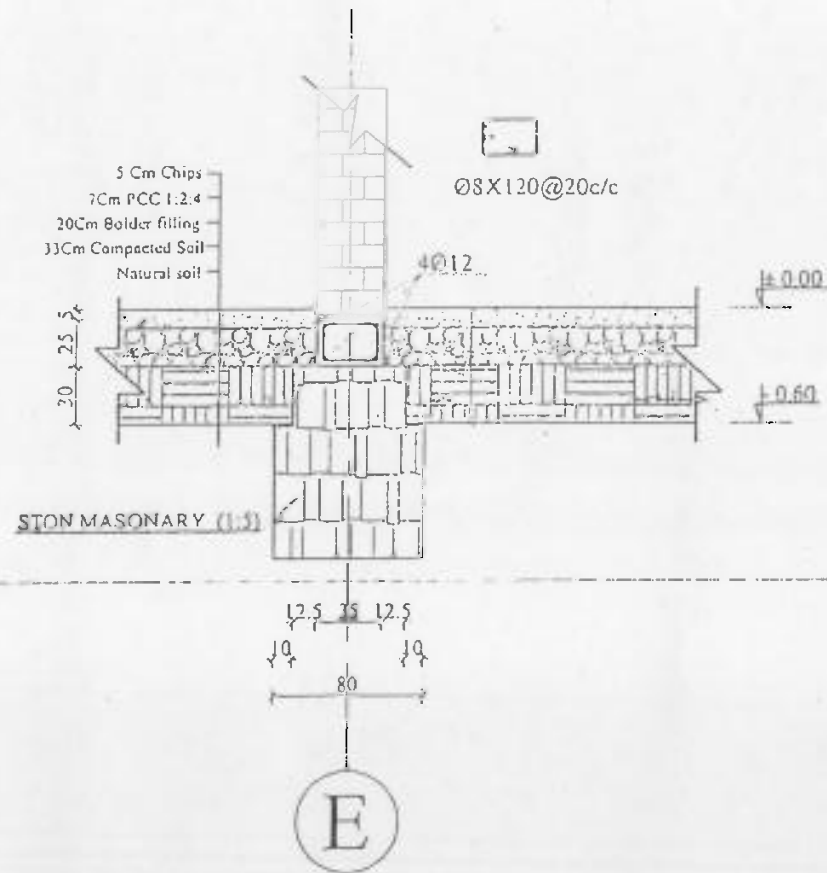 5 Cm Chips
7Cm PCC 1:2:4
20Cm Bolder filling
33Cm Compacted Soil
Natural soil
Ø8X120@20c/c
4Ø12
± 0.00
- 0.60
5
25
30
STON MASONARY (1:5)
12.5 35 12.5
10 10
80
E